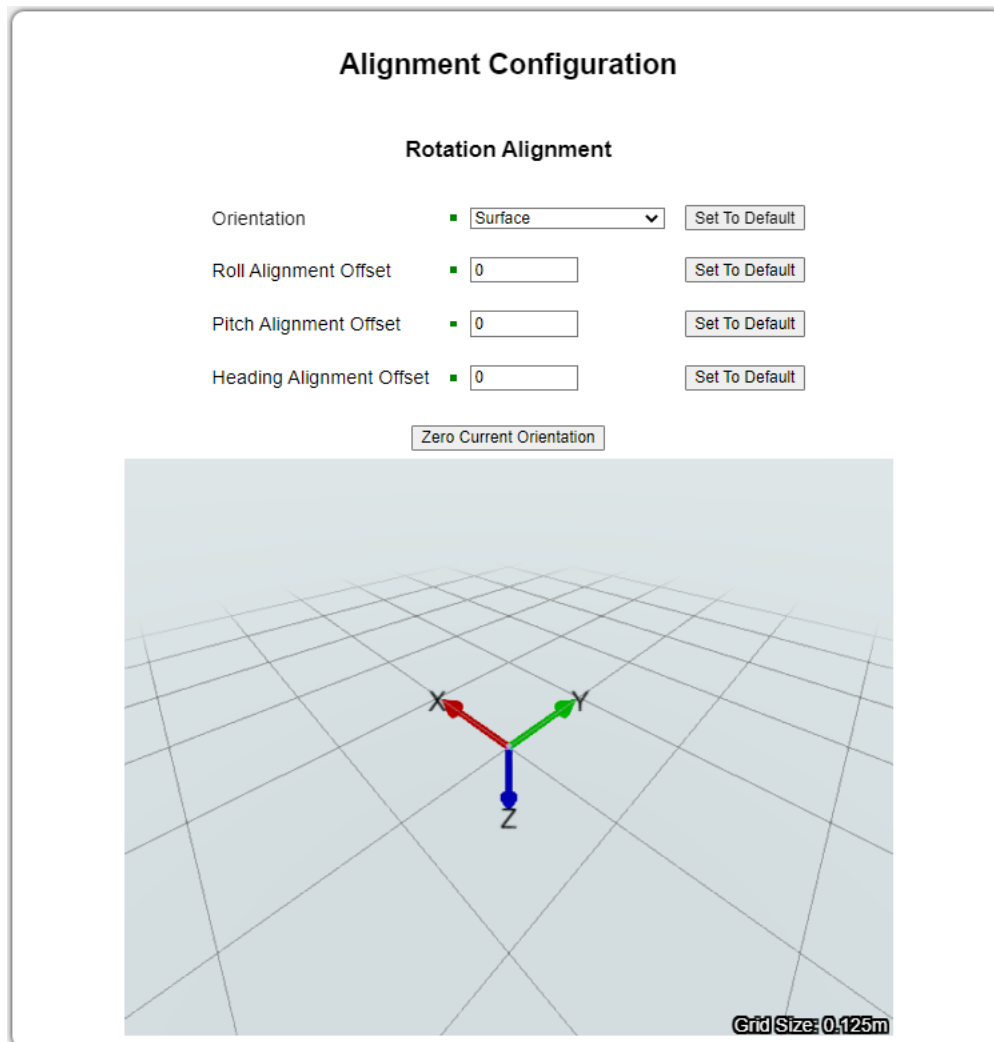 Alignment Configuration
Rotation Alignment
Orientation Surface Set To Default
Roll Alignment Offset 0 Set To Default
Pitch Alignment Offset 0 Set To Default
Heading Alignment Offset 0 Set To Default
Zero Current Orientation
X Y
Z
Grid Size: 0.125m